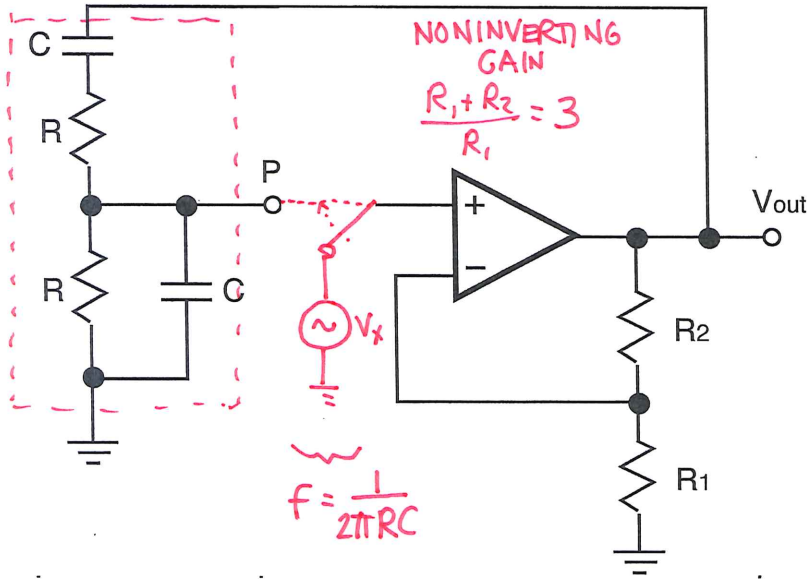 C
NONINVERTING
GAIN
R₁+R₂
R₁
= 3
R
P
+
−
Vout
R
C
Vx
R2
f = 1
2πRC
R1